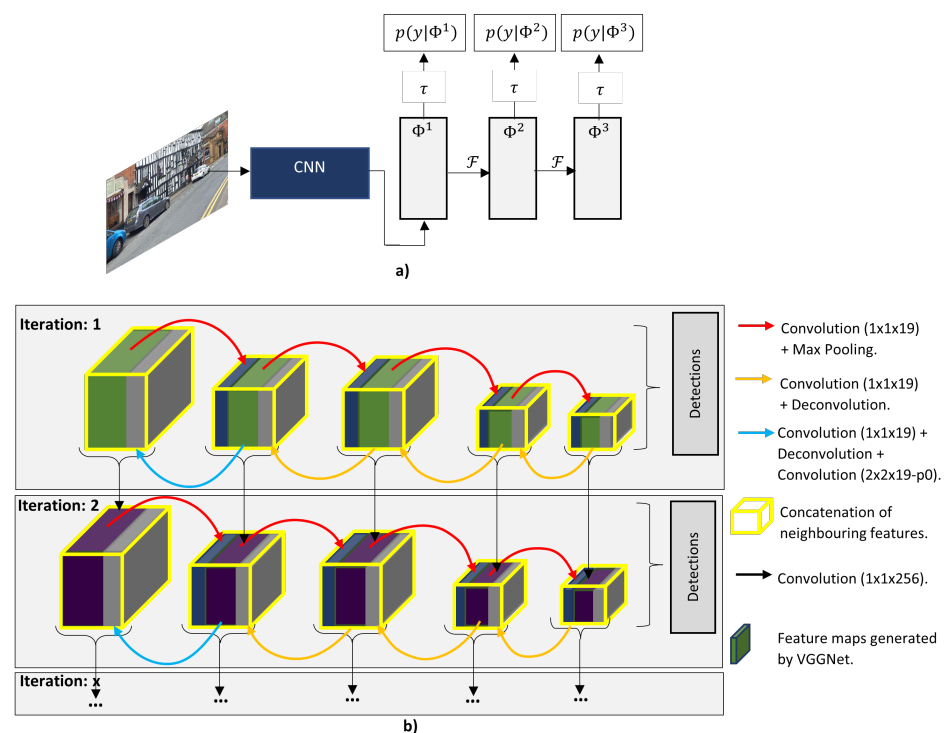 p(y|Φ¹) p(y|Φ²) p(y|Φ³)
τ τ τ
Φ¹ Φ² Φ³
CNN
ℱ ℱ
a)
Iteration: 1
Detections
Convolution (1x1x19)
+ Max Pooling.
Convolution (1x1x19)
+ Deconvolution.
Convolution (1x1x19) +
Deconvolution +
Convolution (2x2x19-p0).
Iteration: 2
Detections
Concatenation of
neighbouring features.
Convolution (1x1x256).
Feature maps generated
by VGGNet.
Iteration: x
... ... ... ... ...
b)